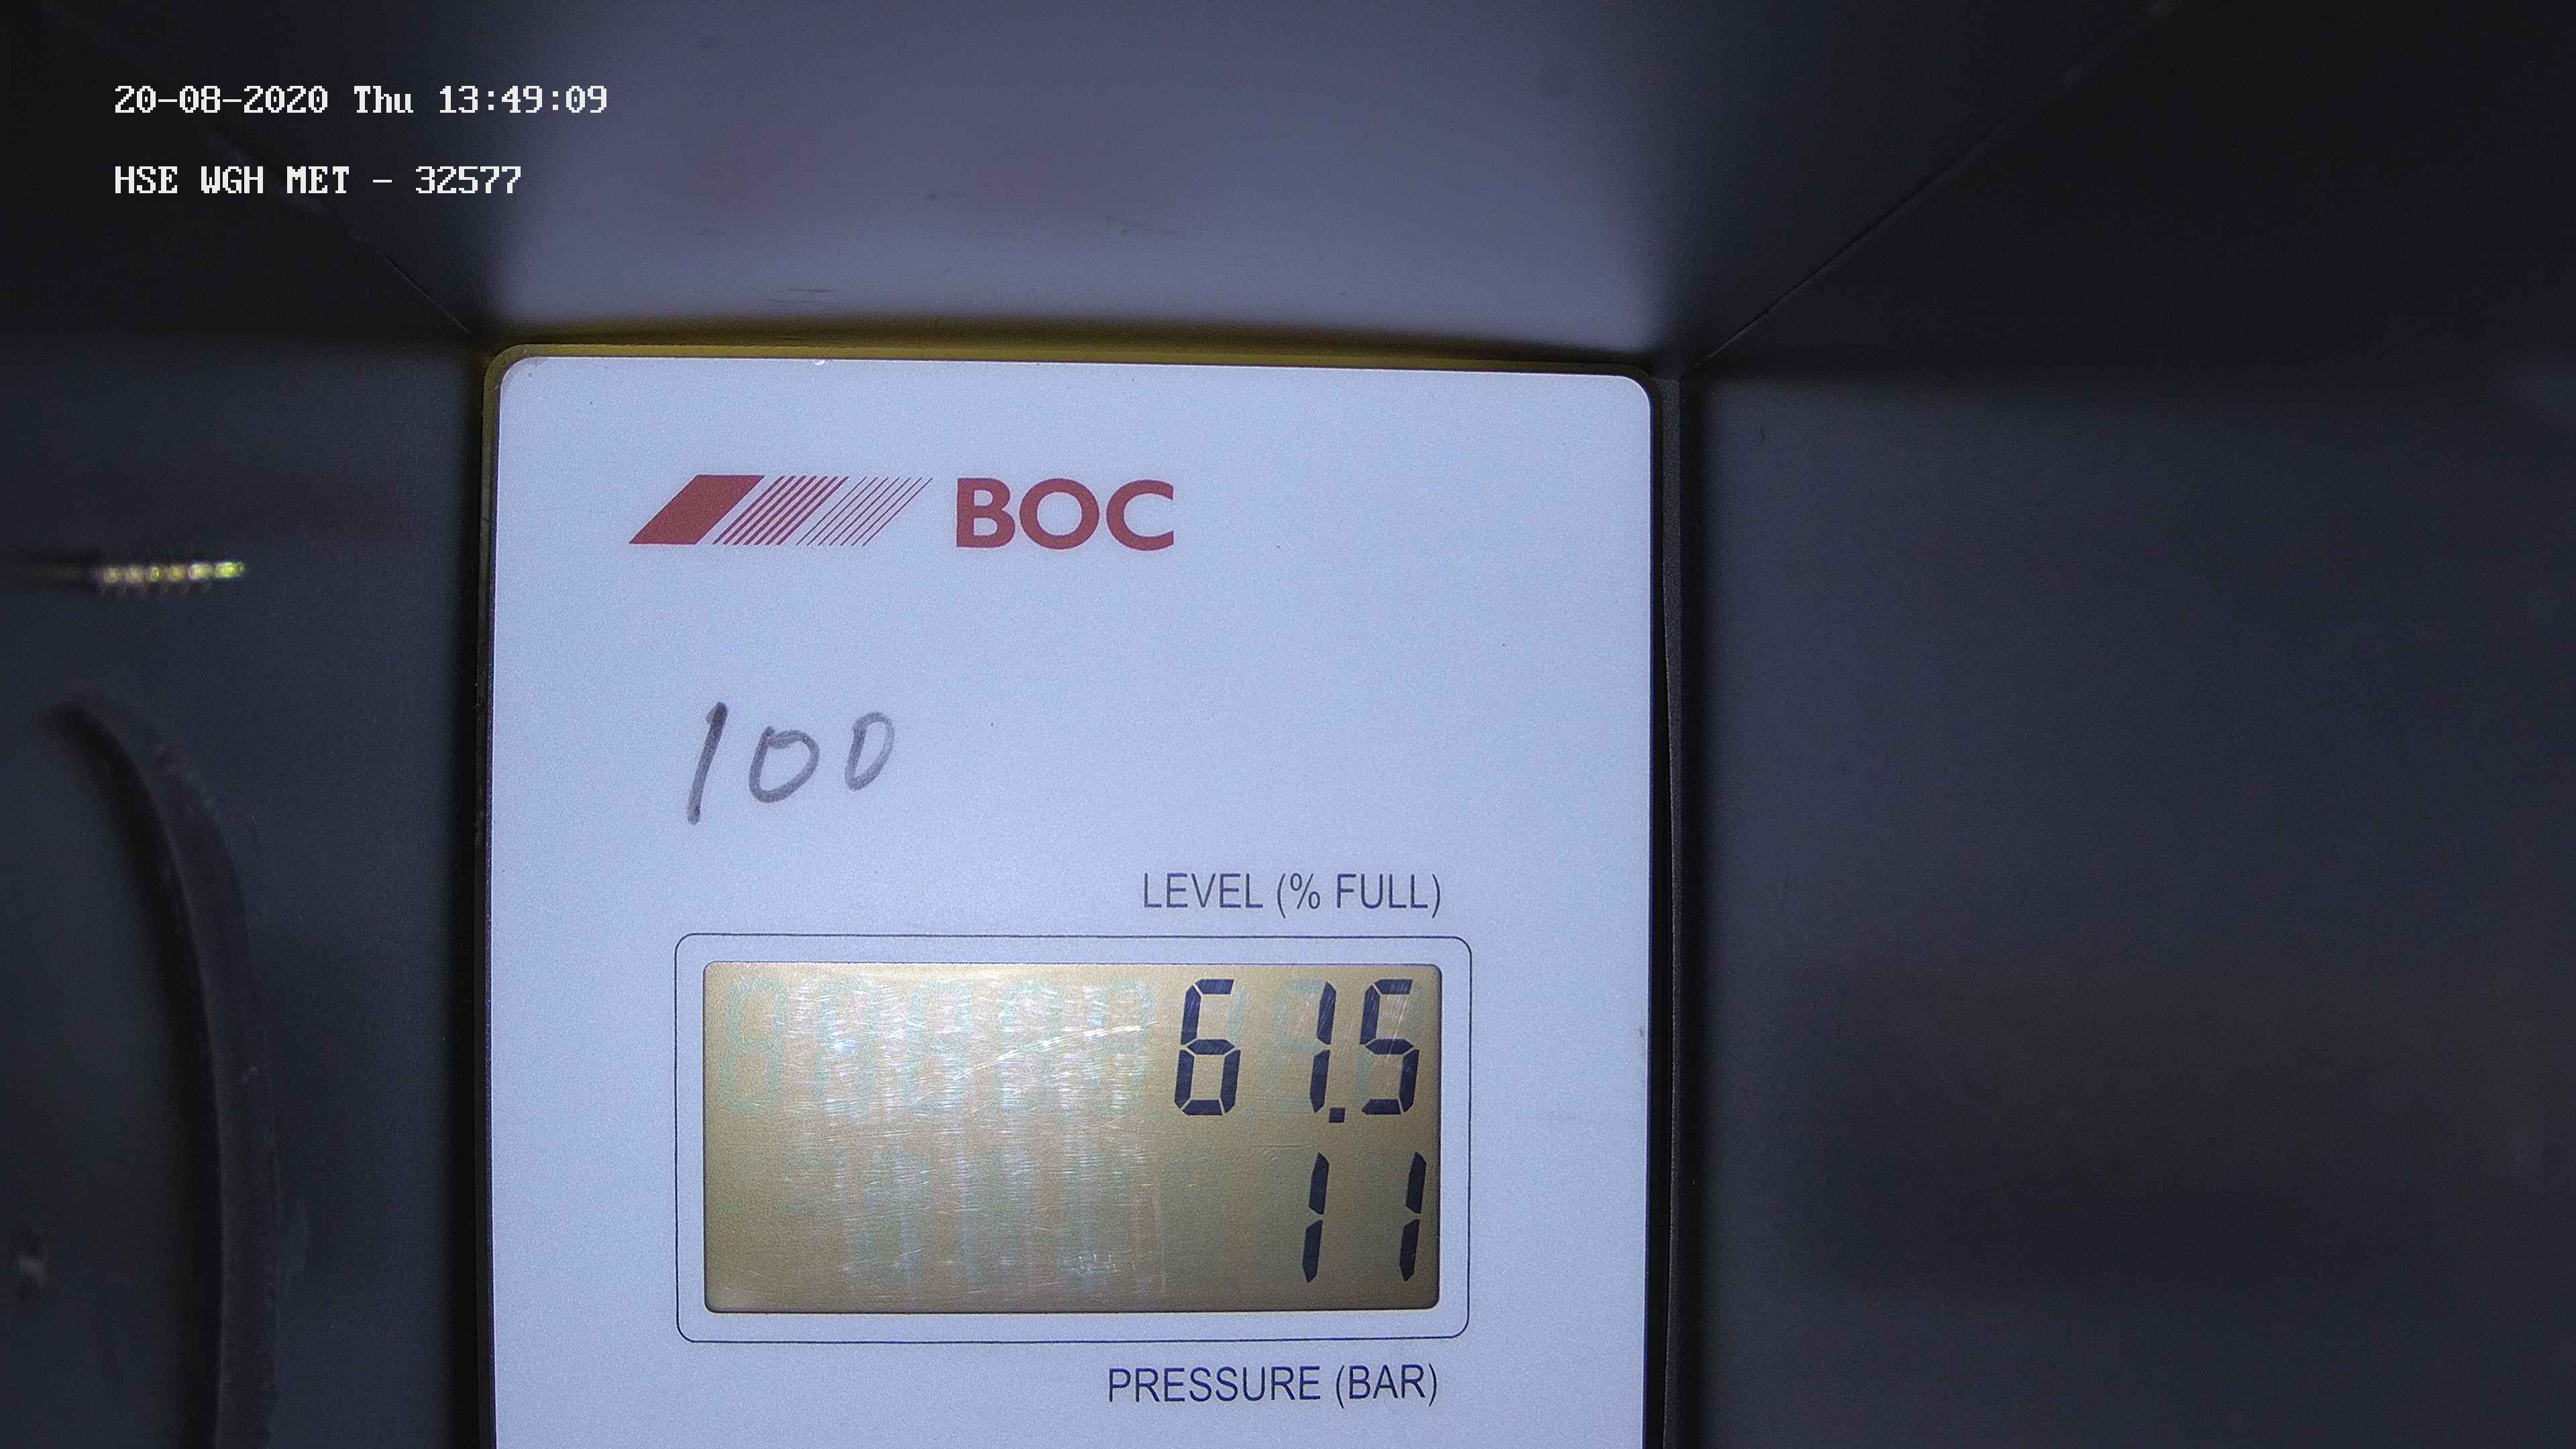 20-08-2020 Thu 13:49:09
HSE WGH MET - 32577
BOC
100
LEVEL (% FULL)
61.5
11
PRESSURE (BAR)